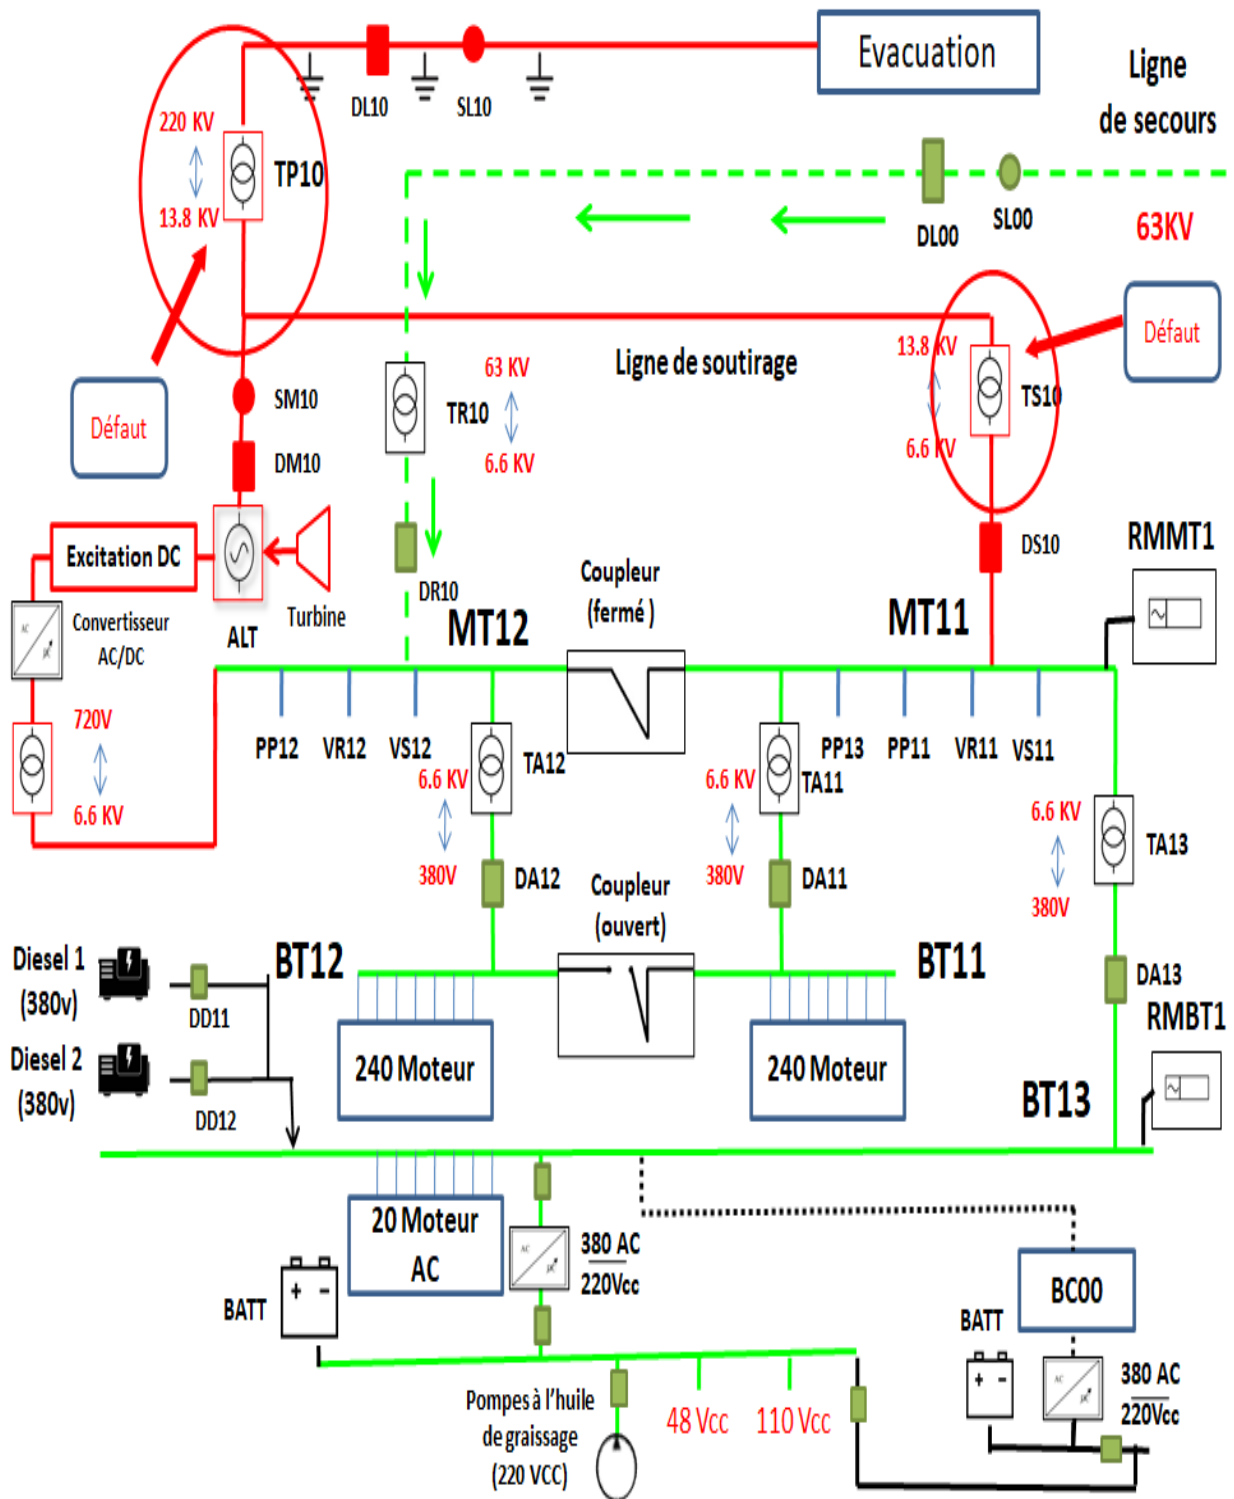 Evacuation
Ligne
de secours
DL10
SL10
220 KV
TP10
13.8 KV
DL00
SL00
63KV
Défaut
13.8 KV
TS10
6.6 KV
Ligne de soutirage
63 KV
TR10
6.6 KV
SM10
Défaut
DM10
Excitation DC
Turbine
ALT
Convertisseur
AC/DC
DR10
Coupleur
(fermé )
DS10
RMMT1
MT12
MT11
720V
6.6 KV
PP12
VR12
VS12
TA12
6.6 KV
380V
PP13
PP11
VR11
VS11
6.6 KV
TA11
380V
6.6 KV
TA13
380V
DA12
Coupleur
(ouvert)
DA11
BT12
BT11
DA13
RMBT1
Diesel 1
(380v)
DD11
Diesel 2
(380v)
DD12
240 Moteur
240 Moteur
BT13
20 Moteur
AC
AC
380 AC
220Vcc
BATT
BC00
BATT
AC
380 AC
220Vcc
Pompes à l’huile
de graissage
(220 VCC)
48 Vcc
110 Vcc